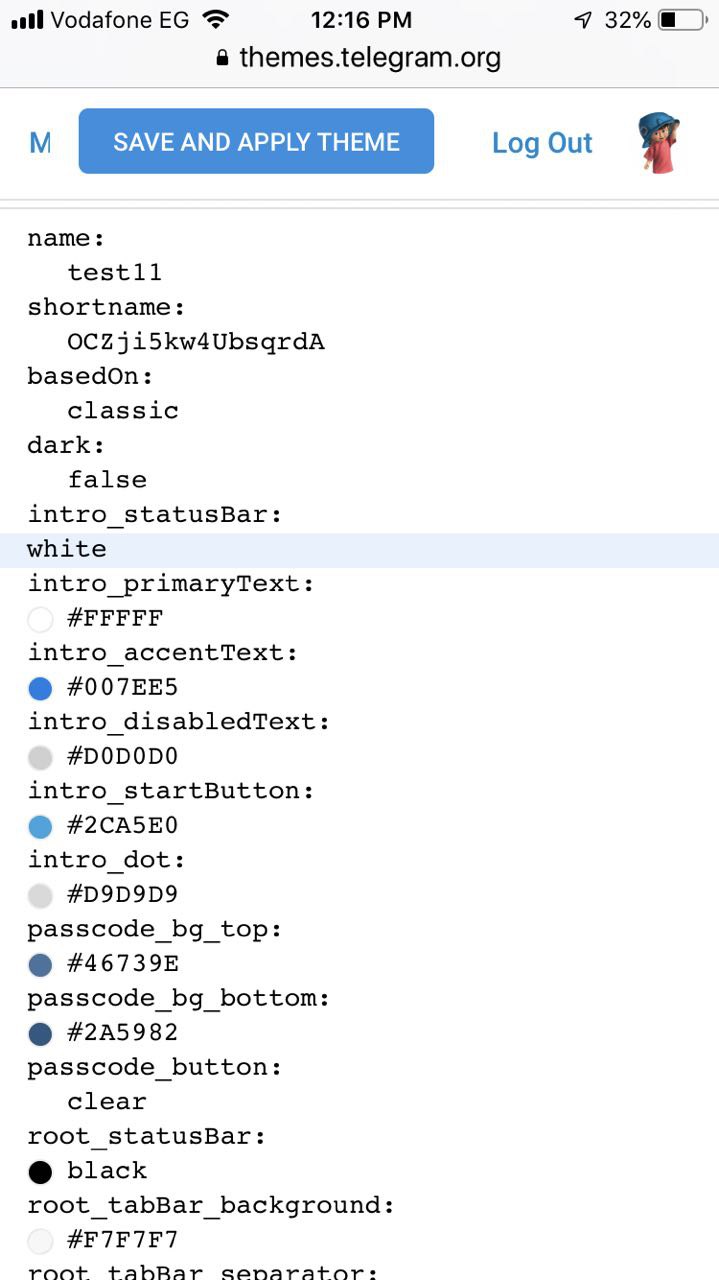 Vodafone EG 12:16 PM 32%
themes.telegram.org
M SAVE AND APPLY THEME Log Out
name:
test11
shortname:
OCZji5kw4UbsqrdA
basedOn:
classic
dark:
false
intro_statusBar:
white
intro_primaryText:
#FFFFF
intro_accentText:
#007EE5
intro_disabledText:
#D0D0D0
intro_startButton:
#2CA5E0
intro_dot:
#D9D9D9
passcode_bg_top:
#46739E
passcode_bg_bottom:
#2A5982
passcode_button:
clear
root_statusBar:
black
root_tabBar_background:
#F7F7F7
root_tabBar_separator: